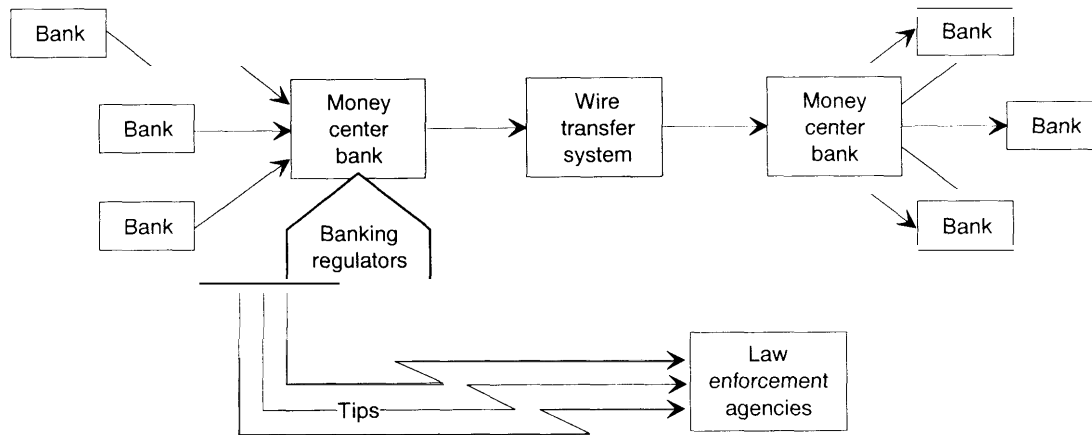 Bank
Bank
Bank
Money
center
bank
Wire
transfer
system
Money
center
bank
Bank
Bank
Bank
Banking
regulators
Tips
Law
enforcement
agencies